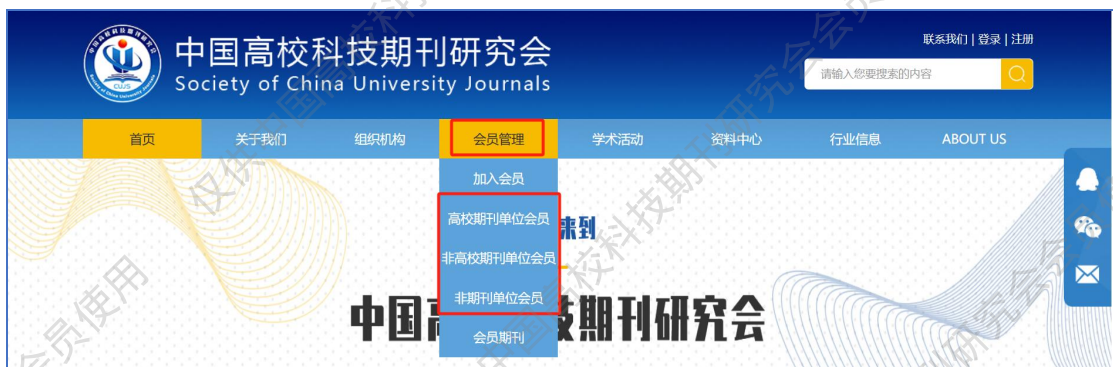 联系我们 | 登录 | 注册
中国高校科技期刊研究会
Society of China University Journals
请输入您要搜索的内容
CUJS
首页 关于我们 组织机构 会员管理 学术活动 资料中心 行业信息 ABOUT US
加入会员
高校期刊单位会员
来到
非高校期刊单位会员
非期刊单位会员
中国高
技期刊研究会
会员期刊